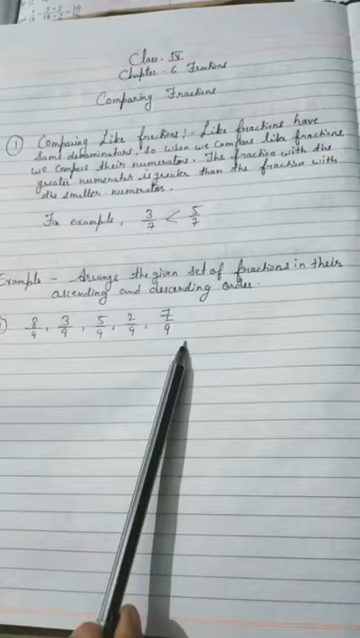 Class - IV
Chapter - 6 Fractions
Comparing Fractions
① Comparing Like fractions :- Like fractions have
same denominators, so when we compare like fractions
we compare their numerators. The fraction with the
greater numerator is greater than the fraction with
the smaller numerator.
For example, 3/7 < 5/7
Example - Arrange the given set of fractions in their
ascending and descending order.
8/9, 3/9, 5/9, 2/9, 7/9